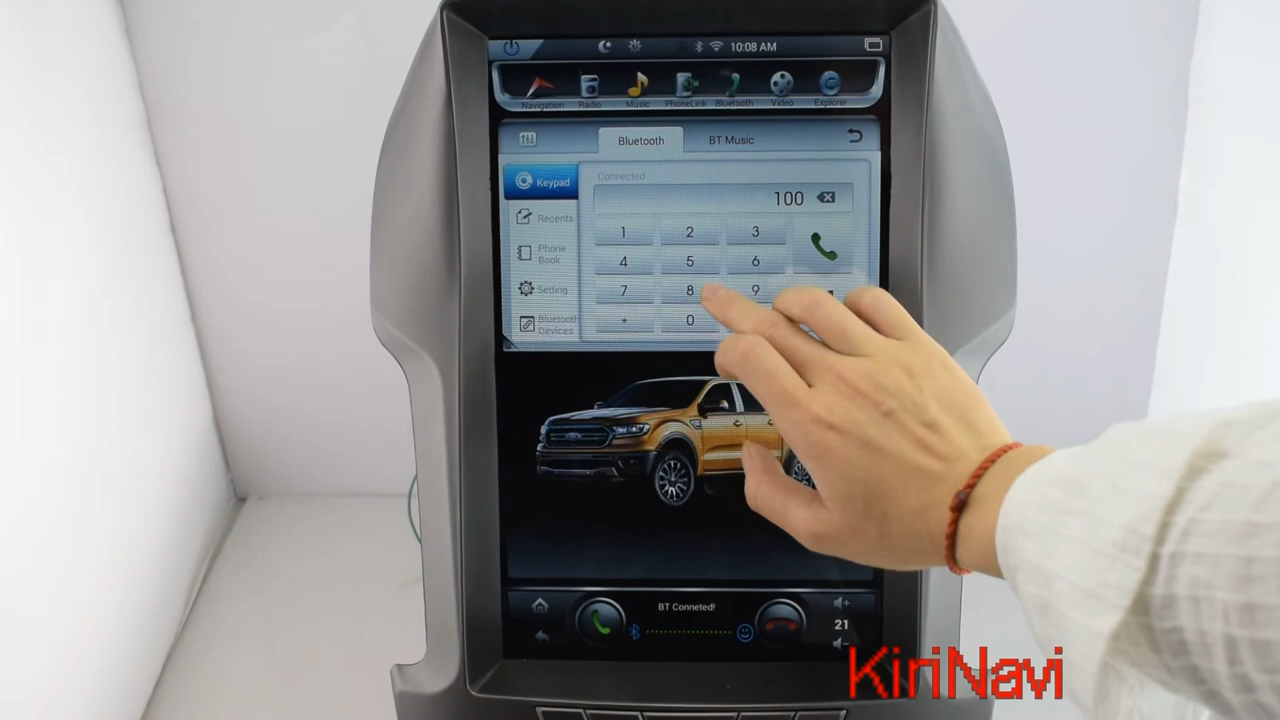 10:08 AM
Navigation Radio Music PhoneLink Bluetooth Video Explorer
Bluetooth BT Music
Connected
Keypad
100
Recents
1 2 3
Phone Book
4 5 6
Setting
7 8 9
Bluetooth Devices
* 0
BT Conneted!
21
KiriNavi